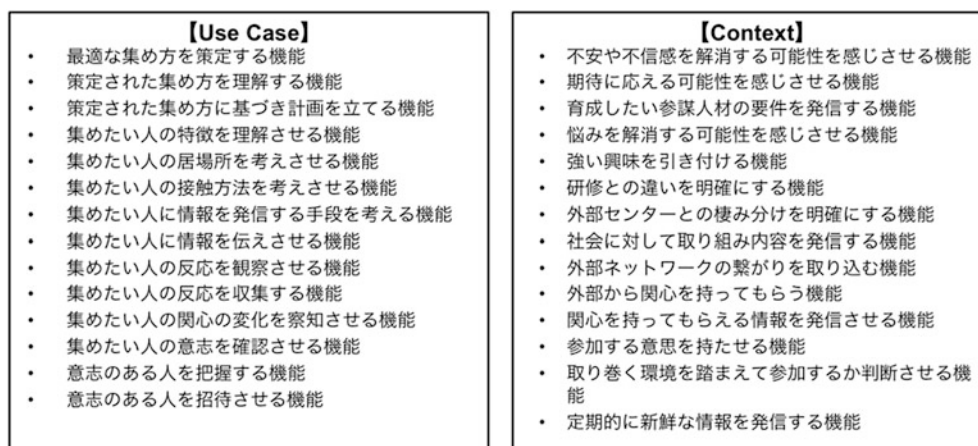 【Use Case】
• 最適な集め方を策定する機能
• 策定された集め方を理解する機能
• 策定された集め方に基づき計画を立てる機能
• 集めたい人の特徴を理解させる機能
• 集めたい人の居場所を考えさせる機能
• 集めたい人の接触方法を考えさせる機能
• 集めたい人に情報を発信する手段を考える機能
• 集めたい人に情報を伝えさせる機能
• 集めたい人の反応を観察させる機能
• 集めたい人の反応を収集する機能
• 集めたい人の関心の変化を察知させる機能
• 集めたい人の意志を確認させる機能
• 意志のある人を把握する機能
• 意志のある人を招待させる機能
【Context】
• 不安や不信感を解消する可能性を感じさせる機能
• 期待に応える可能性を感じさせる機能
• 育成したい参謀人材の要件を発信する機能
• 悩みを解消する可能性を感じさせる機能
• 強い興味を引き付ける機能
• 研修との違いを明確にする機能
• 外部センターとの棲み分けを明確にする機能
• 社会に対して取り組み内容を発信する機能
• 外部ネットワークの繋がりを取り込む機能
• 外部から関心を持ってもらう機能
• 関心を持ってもらえる情報を発信させる機能
• 参加する意思を持たせる機能
• 取り巻く環境を踏まえて参加するか判断させる機
能
• 定期的に新鮮な情報を発信する機能